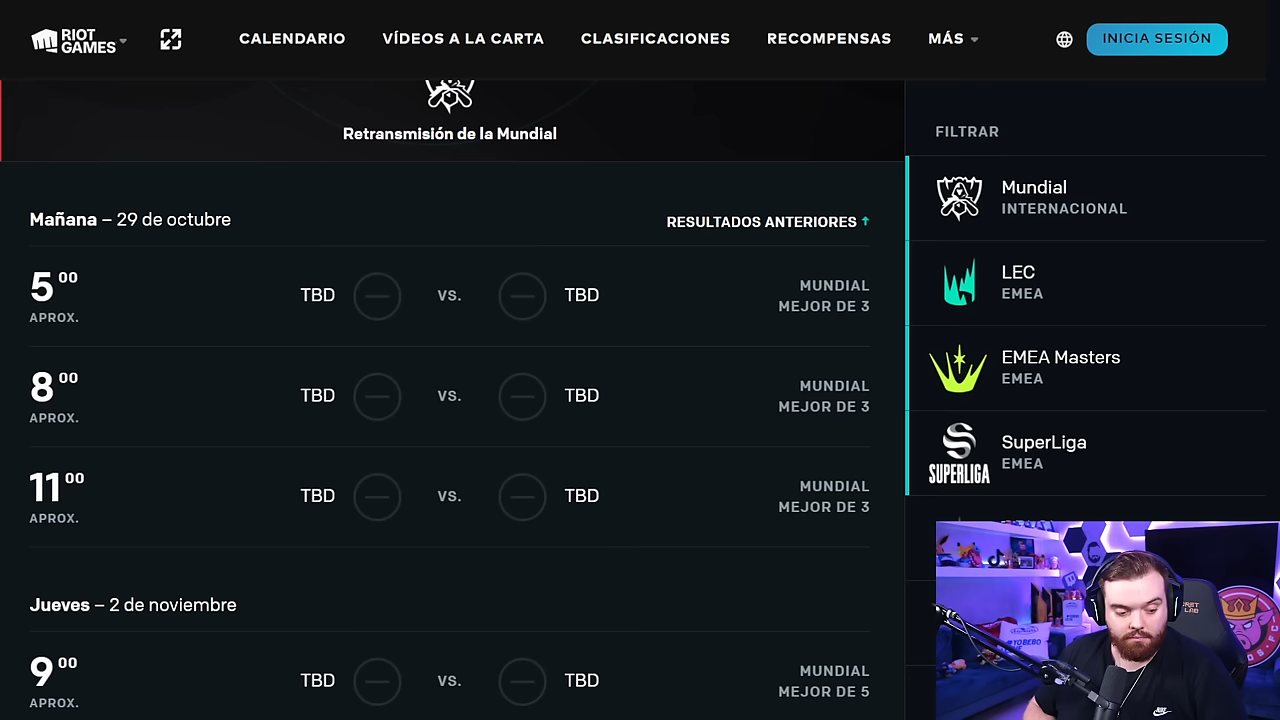 RIOT
GAMES
CALENDARIO
VÍDEOS A LA CARTA
CLASIFICACIONES
RECOMPENSAS
MÁS
INICIA SESIÓN
Retransmisión de la Mundial
Mañana – 29 de octubre
RESULTADOS ANTERIORES ↑
5 00
APROX.
TBD
VS.
TBD
MUNDIAL
MEJOR DE 3
8 00
APROX.
TBD
VS.
TBD
MUNDIAL
MEJOR DE 3
11 00
APROX.
TBD
VS.
TBD
MUNDIAL
MEJOR DE 3
Jueves – 2 de noviembre
9 00
APROX.
TBD
VS.
TBD
MUNDIAL
MEJOR DE 5
FILTRAR
Mundial
INTERNACIONAL
LEC
EMEA
EMEA Masters
EMEA
SUPERLIGA
SuperLiga
EMEA
YO BEBO